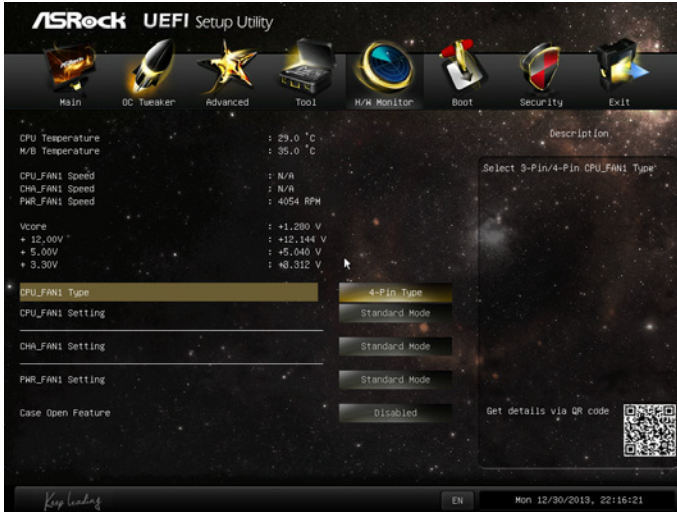 ASRock UEFI Setup Utility
Main OC Tweaker Advanced Tool H/W Monitor Boot Security Exit
Description
CPU Temperature : 29.0 °C
M/B Temperature : 35.0 °C
Select 3-Pin/4-Pin CPU_FAN1 Type
CPU_FAN1 Speed : N/A
CHA_FAN1 Speed : N/A
PWR_FAN1 Speed : 4054 RPM
Vcore : +1.280 V
+ 12.00V : +12.144 V
+ 5.00V : +5.040 V
+ 3.30V : +0.312 V
CPU_FAN1 Type 4-Pin Type
CPU_FAN1 Setting Standard Mode
CHA_FAN1 Setting Standard Mode
PWR_FAN1 Setting Standard Mode
Case Open Feature Disabled
Get details via QR code
Keep leading
EN Mon 12/30/2013, 22:16:21